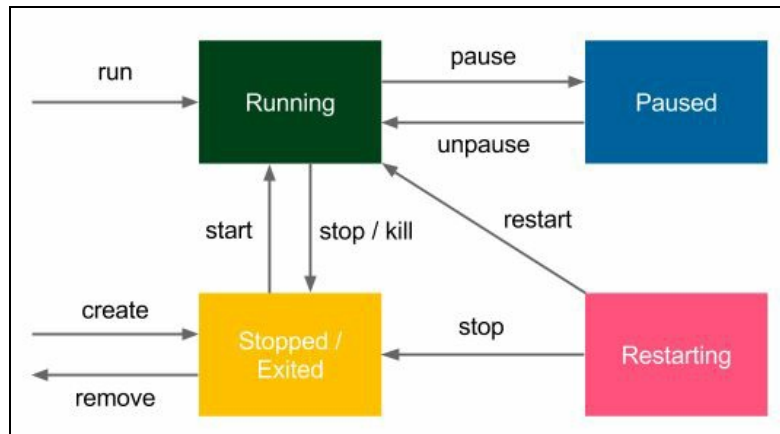 run
Running
pause
Paused
unpause
start
stop / kill
restart
create
Stopped /
Exited
stop
Restarting
remove